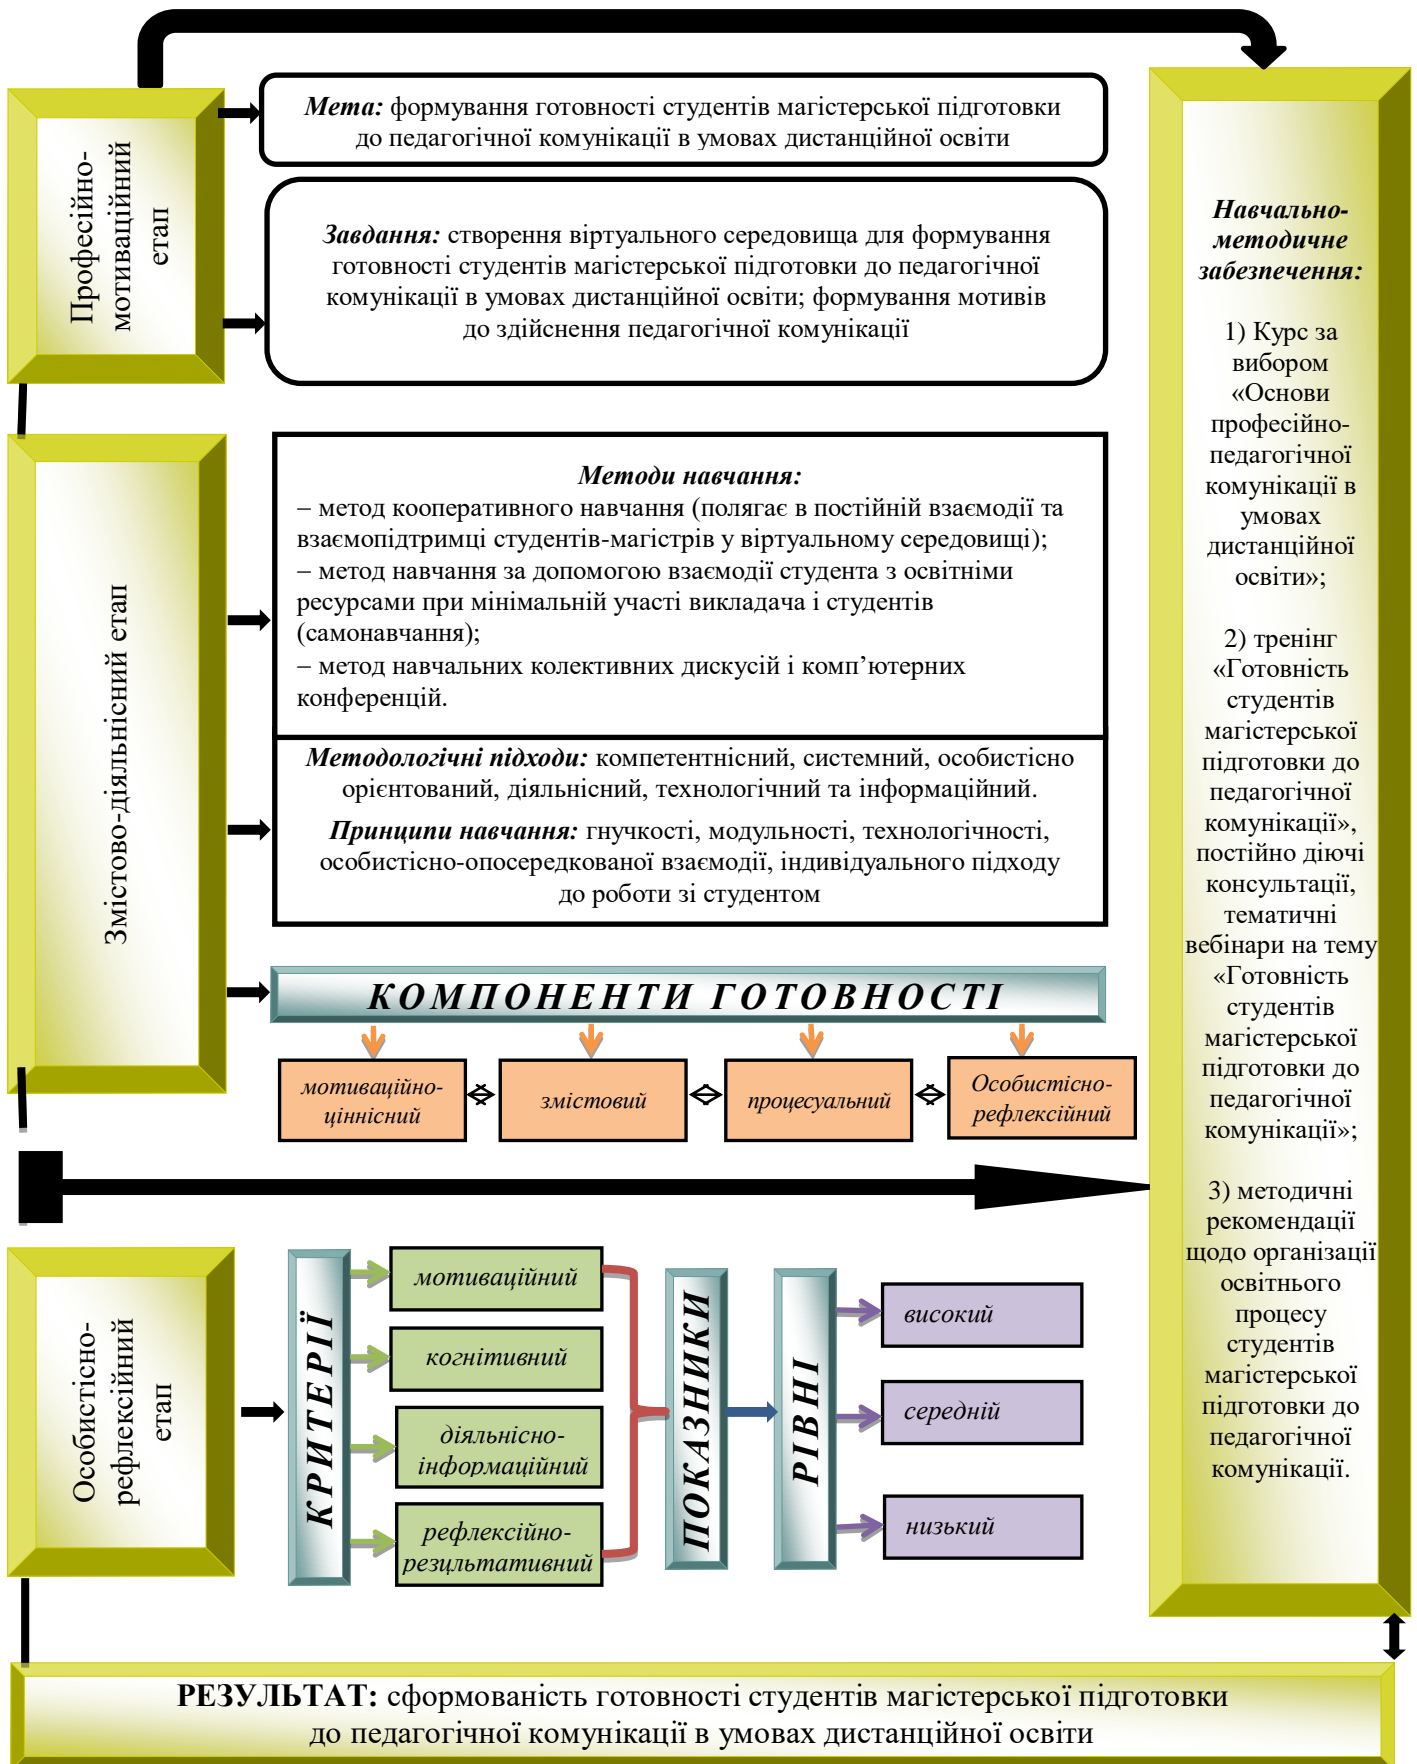 Професійно-
мотиваційний
етап
Мета: формування готовності студентів магістерської підготовки
до педагогічної комунікації в умовах дистанційної освіти
Завдання: створення віртуального середовища для формування
готовності студентів магістерської підготовки до педагогічної
комунікації в умовах дистанційної освіти; формування мотивів
до здійснення педагогічної комунікації
Змістово-діяльнісний етап
Методи навчання:
– метод кооперативного навчання (полягає в постійній взаємодії та
взаємопідтримці студентів-магістрів у віртуальному середовищі);
– метод навчання за допомогою взаємодії студента з освітніми
ресурсами при мінімальній участі викладача і студентів
(самонавчання);
– метод навчальних колективних дискусій і комп’ютерних
конференцій.
Методологічні підходи: компетентнісний, системний, особистісно
орієнтований, діяльнісний, технологічний та інформаційний.
Принципи навчання: гнучкості, модульності, технологічності,
особистісно-опосередкованої взаємодії, індивідуального підходу
до роботи зі студентом
КОМПОНЕНТИ ГОТОВНОСТІ
мотиваційно-
ціннісний
змістовий
процесуальний
Особистісно-
рефлексійний
Особистісно-
рефлексійний
етап
КРИТЕРІЇ
мотиваційний
когнітивний
діяльнісно-
інформаційний
рефлексійно-
результативний
ПОКАЗНИКИ
РІВНІ
високий
середній
низький
Навчально-
методичне
забезпечення:
1) Курс за
вибором
«Основи
професійно-
педагогічної
комунікації в
умовах
дистанційної
освіти»;
2) тренінг
«Готовність
студентів
магістерської
підготовки до
педагогічної
комунікації»,
постійно діючі
консультації,
тематичні
вебінари на тему
«Готовність
студентів
магістерської
підготовки до
педагогічної
комунікації»;
3) методичні
рекомендації
щодо організації
освітнього
процесу
студентів
магістерської
підготовки до
педагогічної
комунікації.
РЕЗУЛЬТАТ: сформованість готовності студентів магістерської підготовки
до педагогічної комунікації в умовах дистанційної освіти